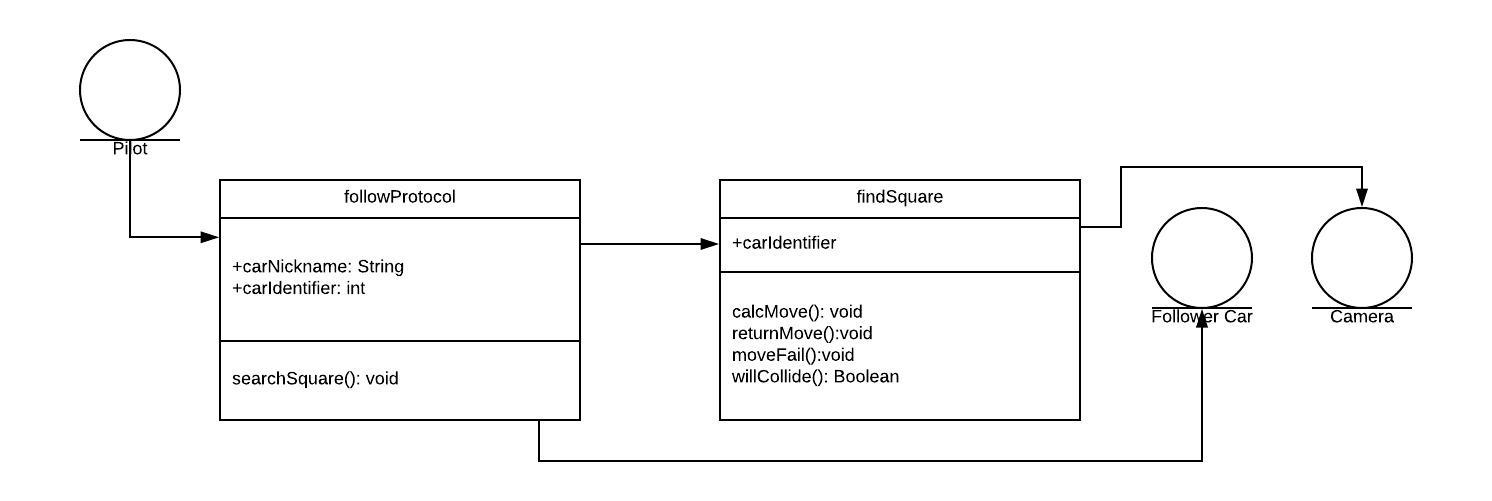 Pilot
followProtocol
+carNickname: String
+carIdentifier: int
searchSquare(): void
findSquare
+carIdentifier
calcMove(): void
returnMove():void
moveFail():void
willCollide(): Boolean
Follower Car
Camera